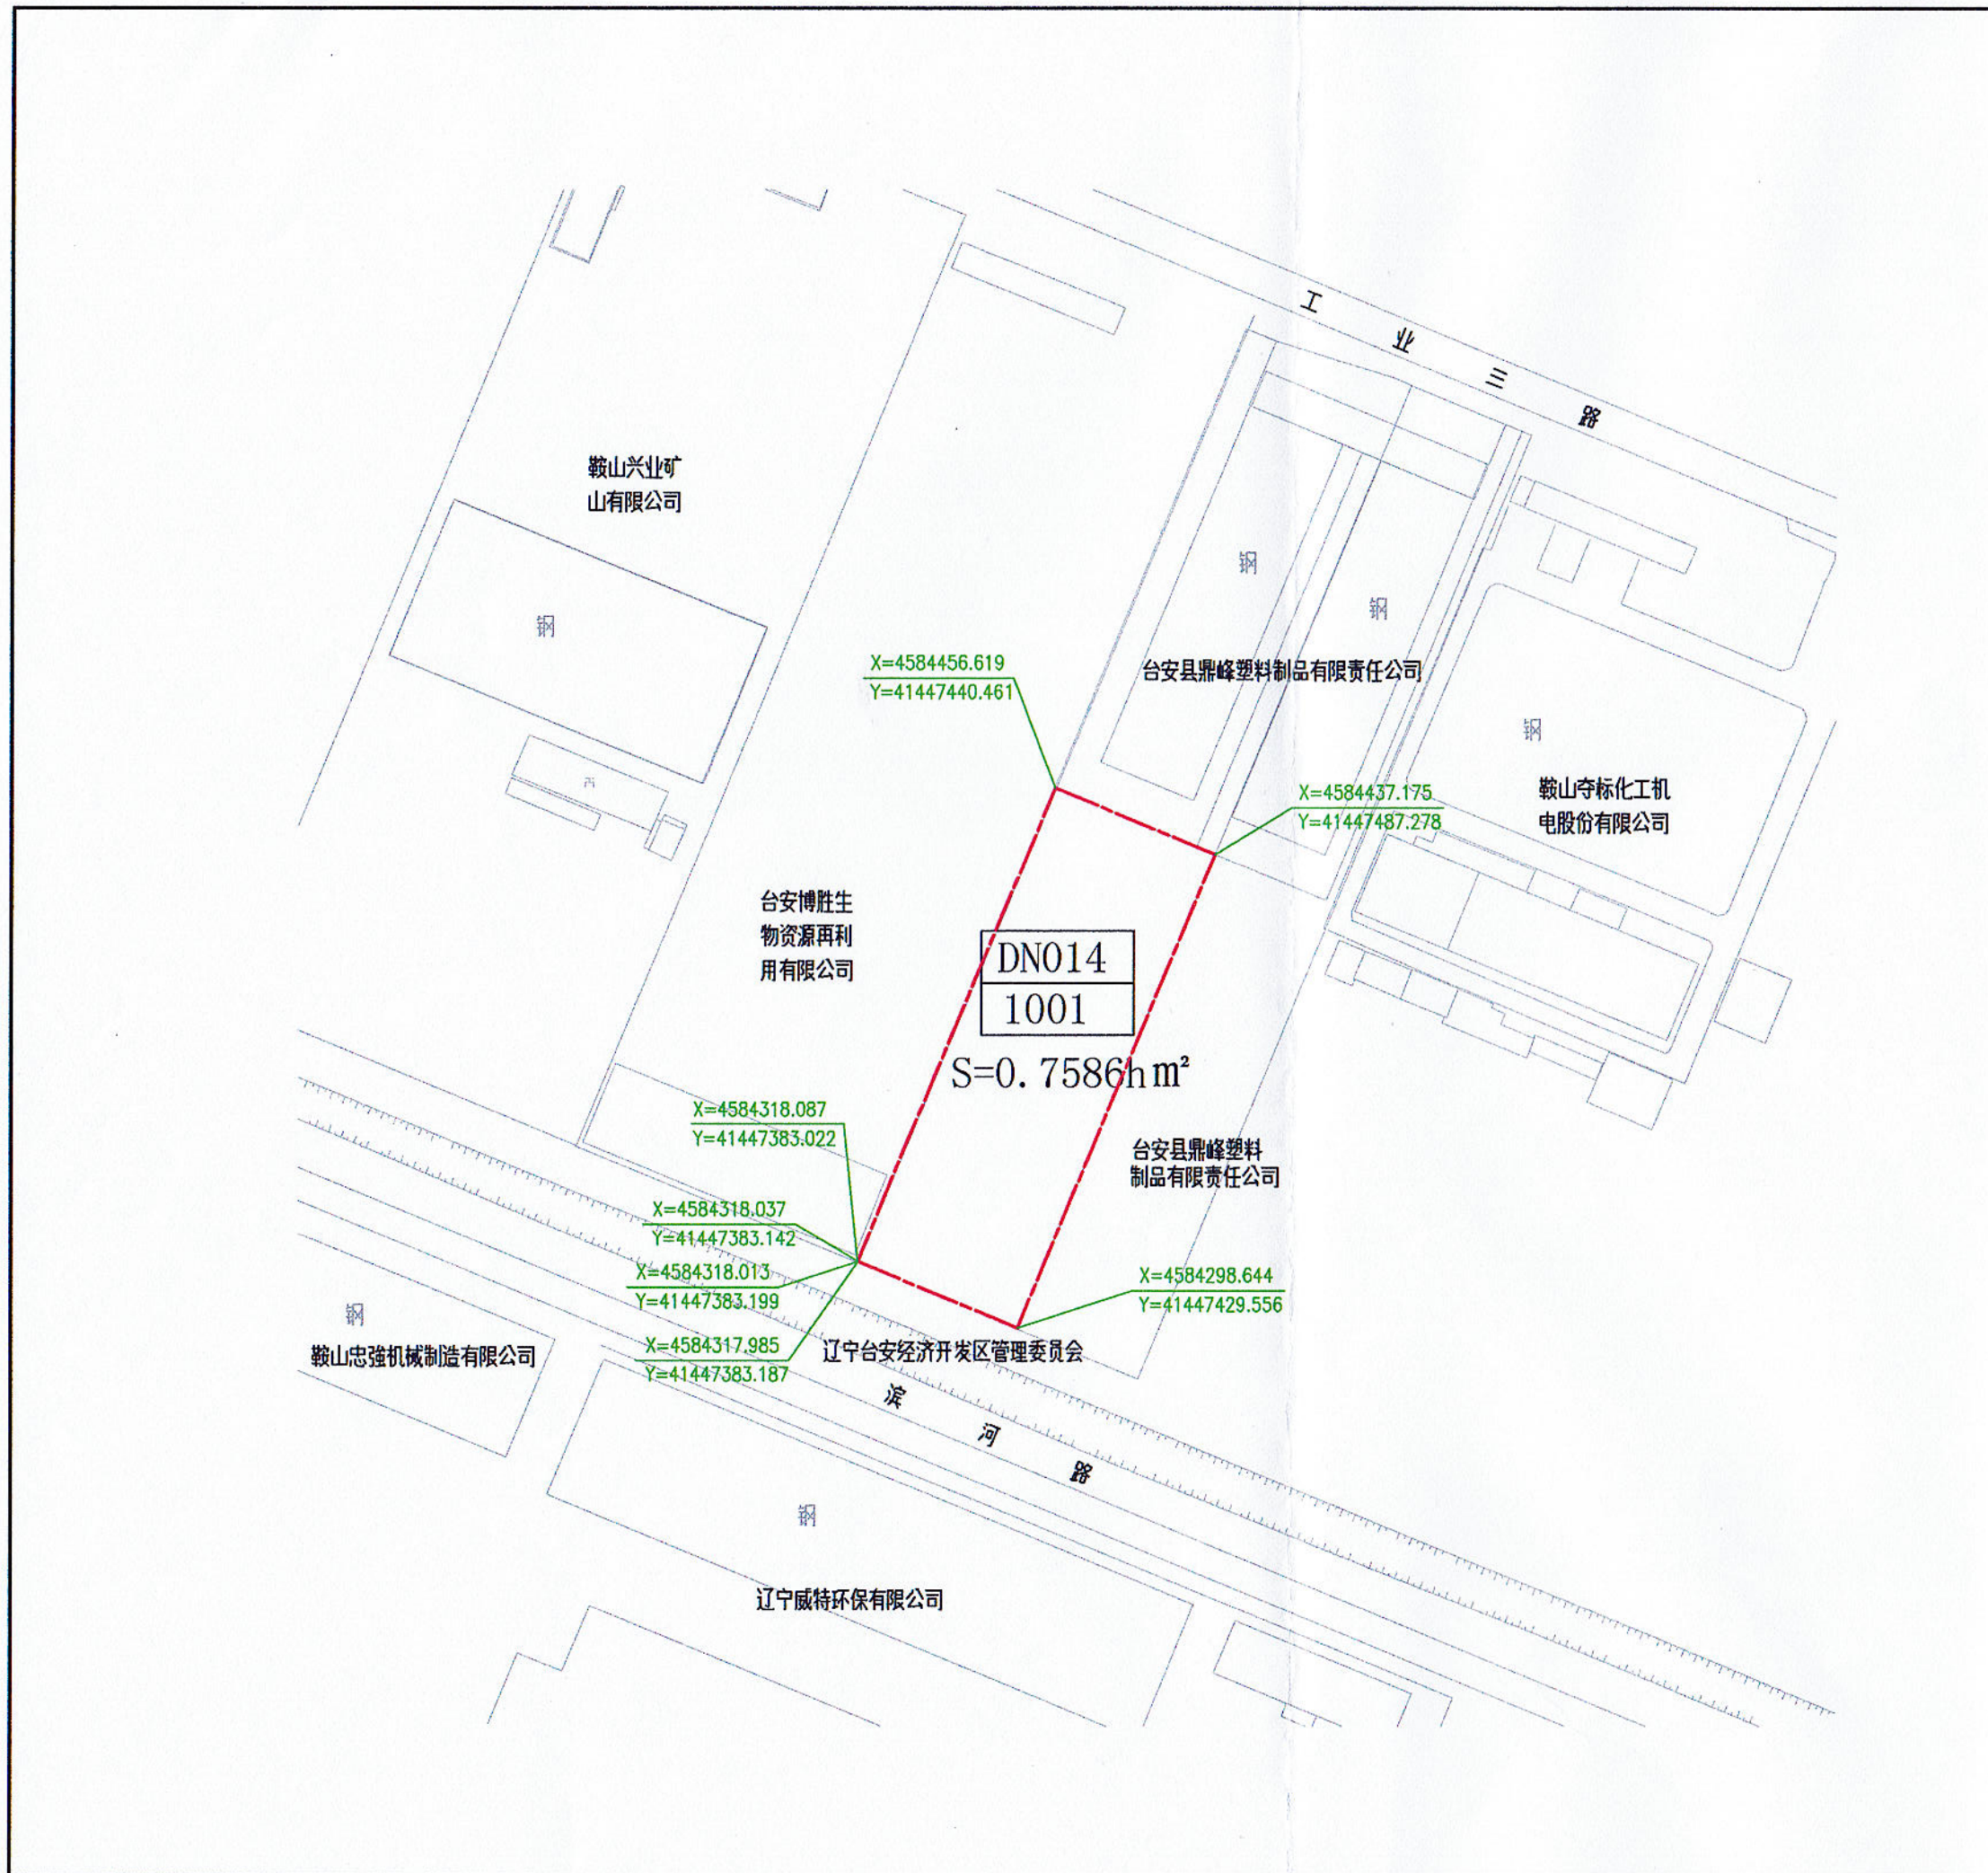 工
业
三
路
鞍山兴业矿
山有限公司
钢
钢
钢
X=4584456.619
Y=41447440.461
台安县鼎峰塑料制品有限责任公司
钢
X=4584437.175
Y=41447487.278
鞍山夺标化工机
电股份有限公司
台安博胜生
物资源再利
用有限公司
DN014
1001
S=0.7586hm²
X=4584318.087
Y=41447383.022
台安县鼎峰塑料
制品有限责任公司
X=4584318.037
Y=41447383.142
X=4584318.013
Y=41447383.199
X=4584298.644
Y=41447429.556
钢
鞍山忠強机械制造有限公司
X=4584317.985
Y=41447383.187
辽宁台安经济开发区管理委员会
滨
河
路
钢
辽宁威特环保有限公司